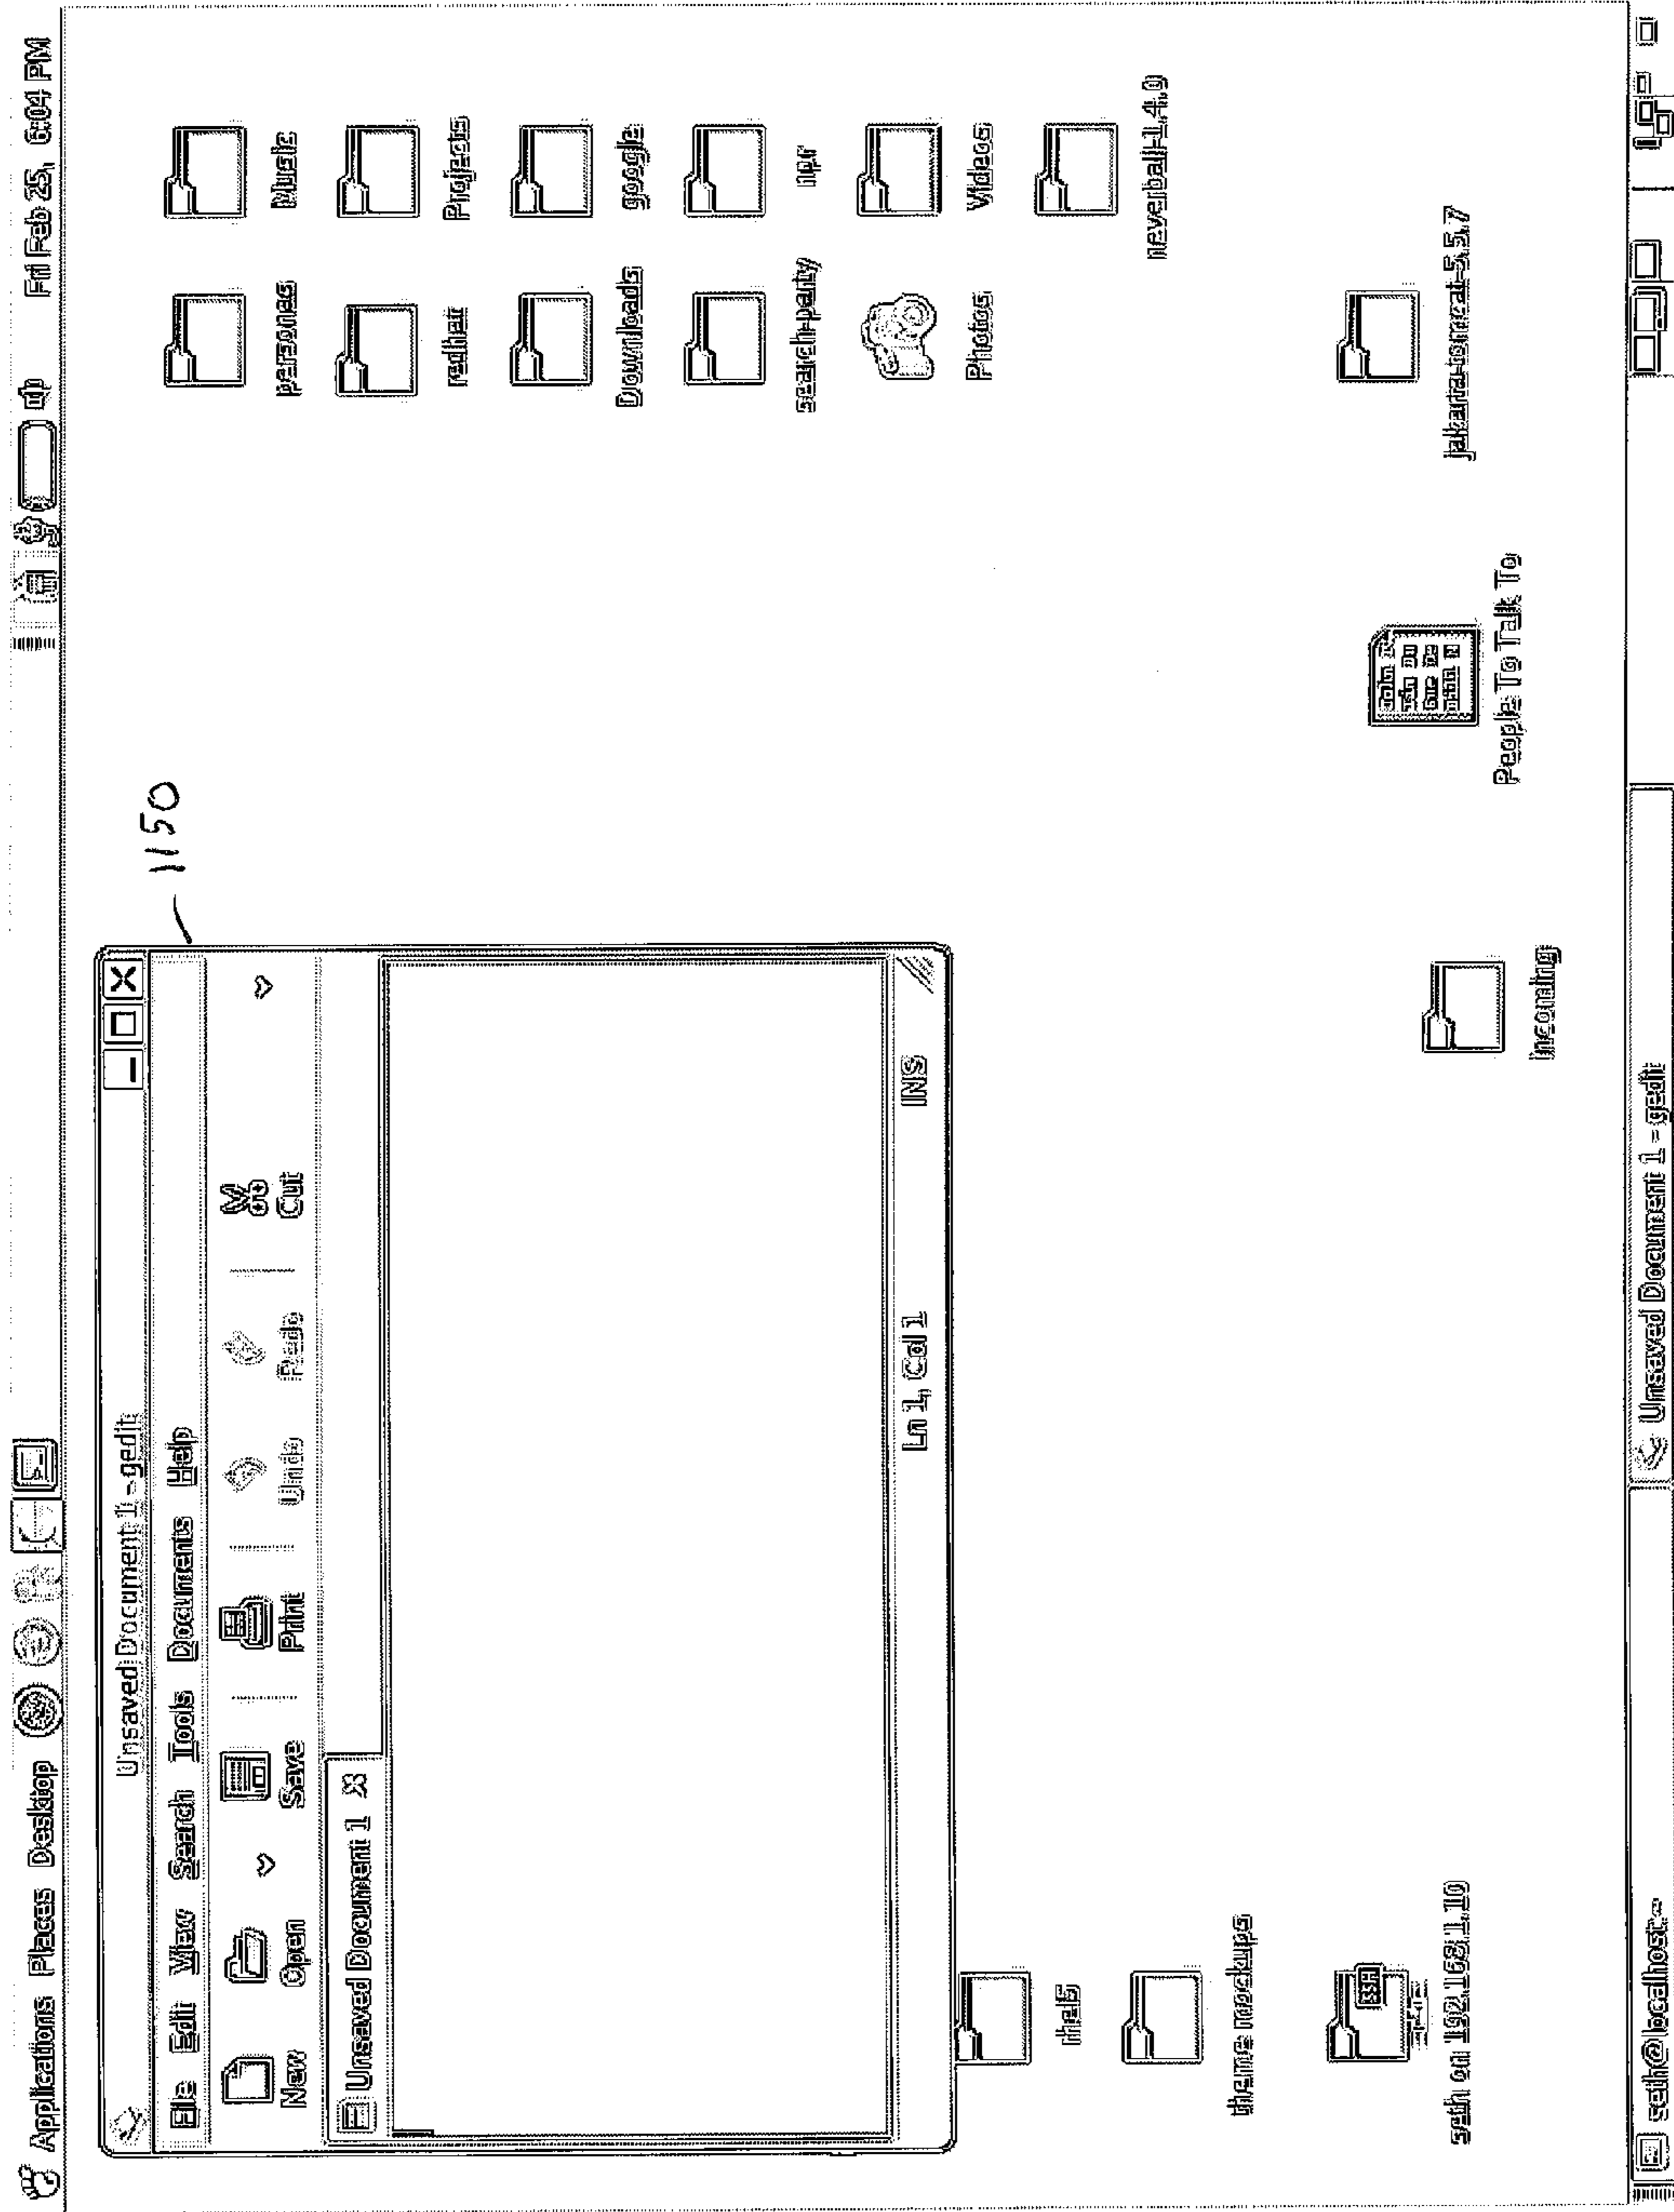 Applications Places Desktop Fri Feb 25, 6:04 PM
Unsaved Document 1 - gedit
1150
File Edit View Search Tools Documents Help
New Open Save Print Undo Redo Cut
Unsaved Document 1
Ln 1, Col 1 INS
personas Music
redhat Projects
Downloads google
search-party npr
Photos Videos
neverball-1.4.0
rhel5
theme mockups
seth on 192.168.1.10
SSH
jakarta-tomcat-5.5.7
People To Talk To
Incoming
seth@localhost:~ Unsaved Document 1 - gedit